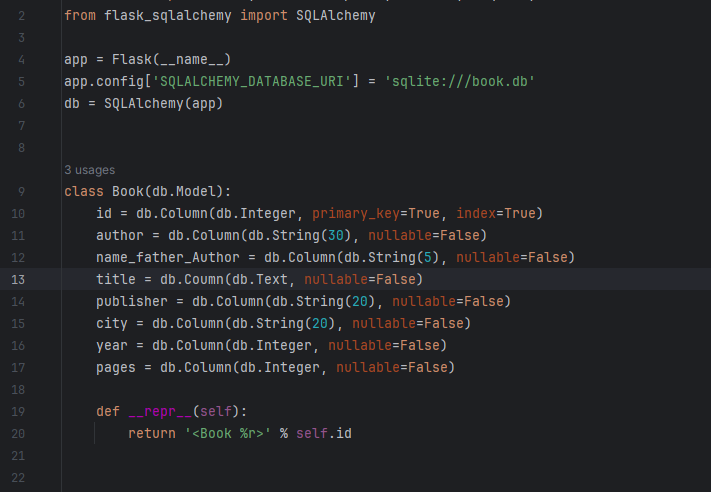 2 from flask_sqlalchemy import SQLAlchemy
3
4 app = Flask(__name__)
5 app.config['SQLALCHEMY_DATABASE_URI'] = 'sqlite:///book.db'
6 db = SQLAlchemy(app)
7
8
3 usages
9 class Book(db.Model):
10 id = db.Column(db.Integer, primary_key=True, index=True)
11 author = db.Column(db.String(30), nullable=False)
12 name_father_Author = db.Column(db.String(5), nullable=False)
13 title = db.Coumn(db.Text, nullable=False)
14 publisher = db.Column(db.String(20), nullable=False)
15 city = db.Column(db.String(20), nullable=False)
16 year = db.Column(db.Integer, nullable=False)
17 pages = db.Column(db.Integer, nullable=False)
18
19 def __repr__(self):
20 return '<Book %r>' % self.id
21
22